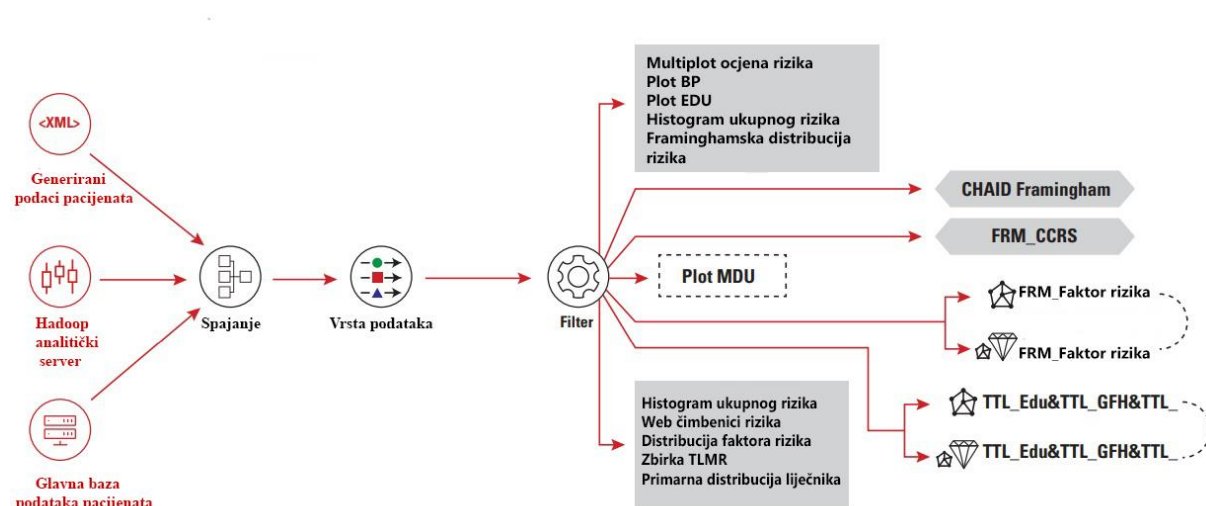 <XML>
Generirani
podaci pacijenata
Hadoop
analitički
server
Glavna baza
podataka pacijenata
Spajanje
Vrsta podataka
Filter
Multiplot ocjena rizika
Plot BP
Plot EDU
Histogram ukupnog rizika
Framinghamska distribucija
rizika
CHAID Framingham
FRM_CCRS
Plot MDU
FRM_Faktor rizika
FRM_Faktor rizika
TTL_Edu&TTL_GFH&TTL_
TTL_Edu&TTL_GFH&TTL_
Histogram ukupnog rizika
Web čimbenici rizika
Distribucija faktora rizika
Zbirka TLMR
Primarna distribucija liječnika